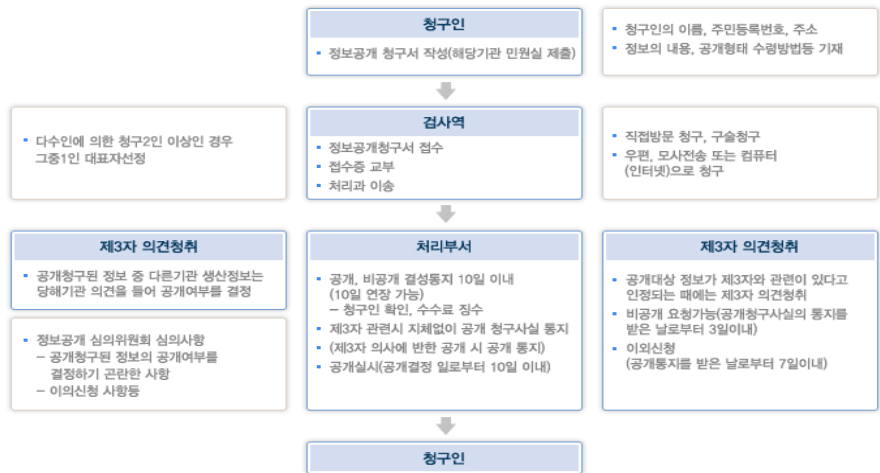 청구인
정보공개 청구서 작성(해당기관 민원실 제출)
청구인의 이름, 주민등록번호, 주소
정보의 내용, 공개형태 수령방법등 기재
다수인에 의한 청구2인 이상인 경우
그중1인 대표자선정
검사역
정보공개청구서 접수
접수증 교부
처리과 이송
직접방문 청구, 구술청구
우편, 모사전송 또는 컴퓨터
(인터넷)으로 청구
제3자 의견청취
공개청구된 정보 중 다른기관 생산정보는
당해기관 의견을 들어 공개여부를 결정
정보공개 심의위원회 심의사항
– 공개청구된 정보의 공개여부를
결정하기 곤란한 사항
– 이의신청 사항등
처리부서
공개, 비공개 결성통지 10일 이내
(10일 연장 가능)
– 청구인 확인, 수수료 징수
제3자 관련시 지체없이 공개 청구사실 통지
(제3자 의사에 반한 공개 시 공개 통지)
공개실시(공개결정 일로부터 10일 이내)
제3자 의견청취
공개대상 정보가 제3자와 관련이 있다고
인정되는 때에는 제3자 의견청취
비공개 요청가능(공개청구사실의 통지를
받은 날로부터 3일이내)
이외신청
(공개통지를 받은 날로부터 7일이내)
청구인